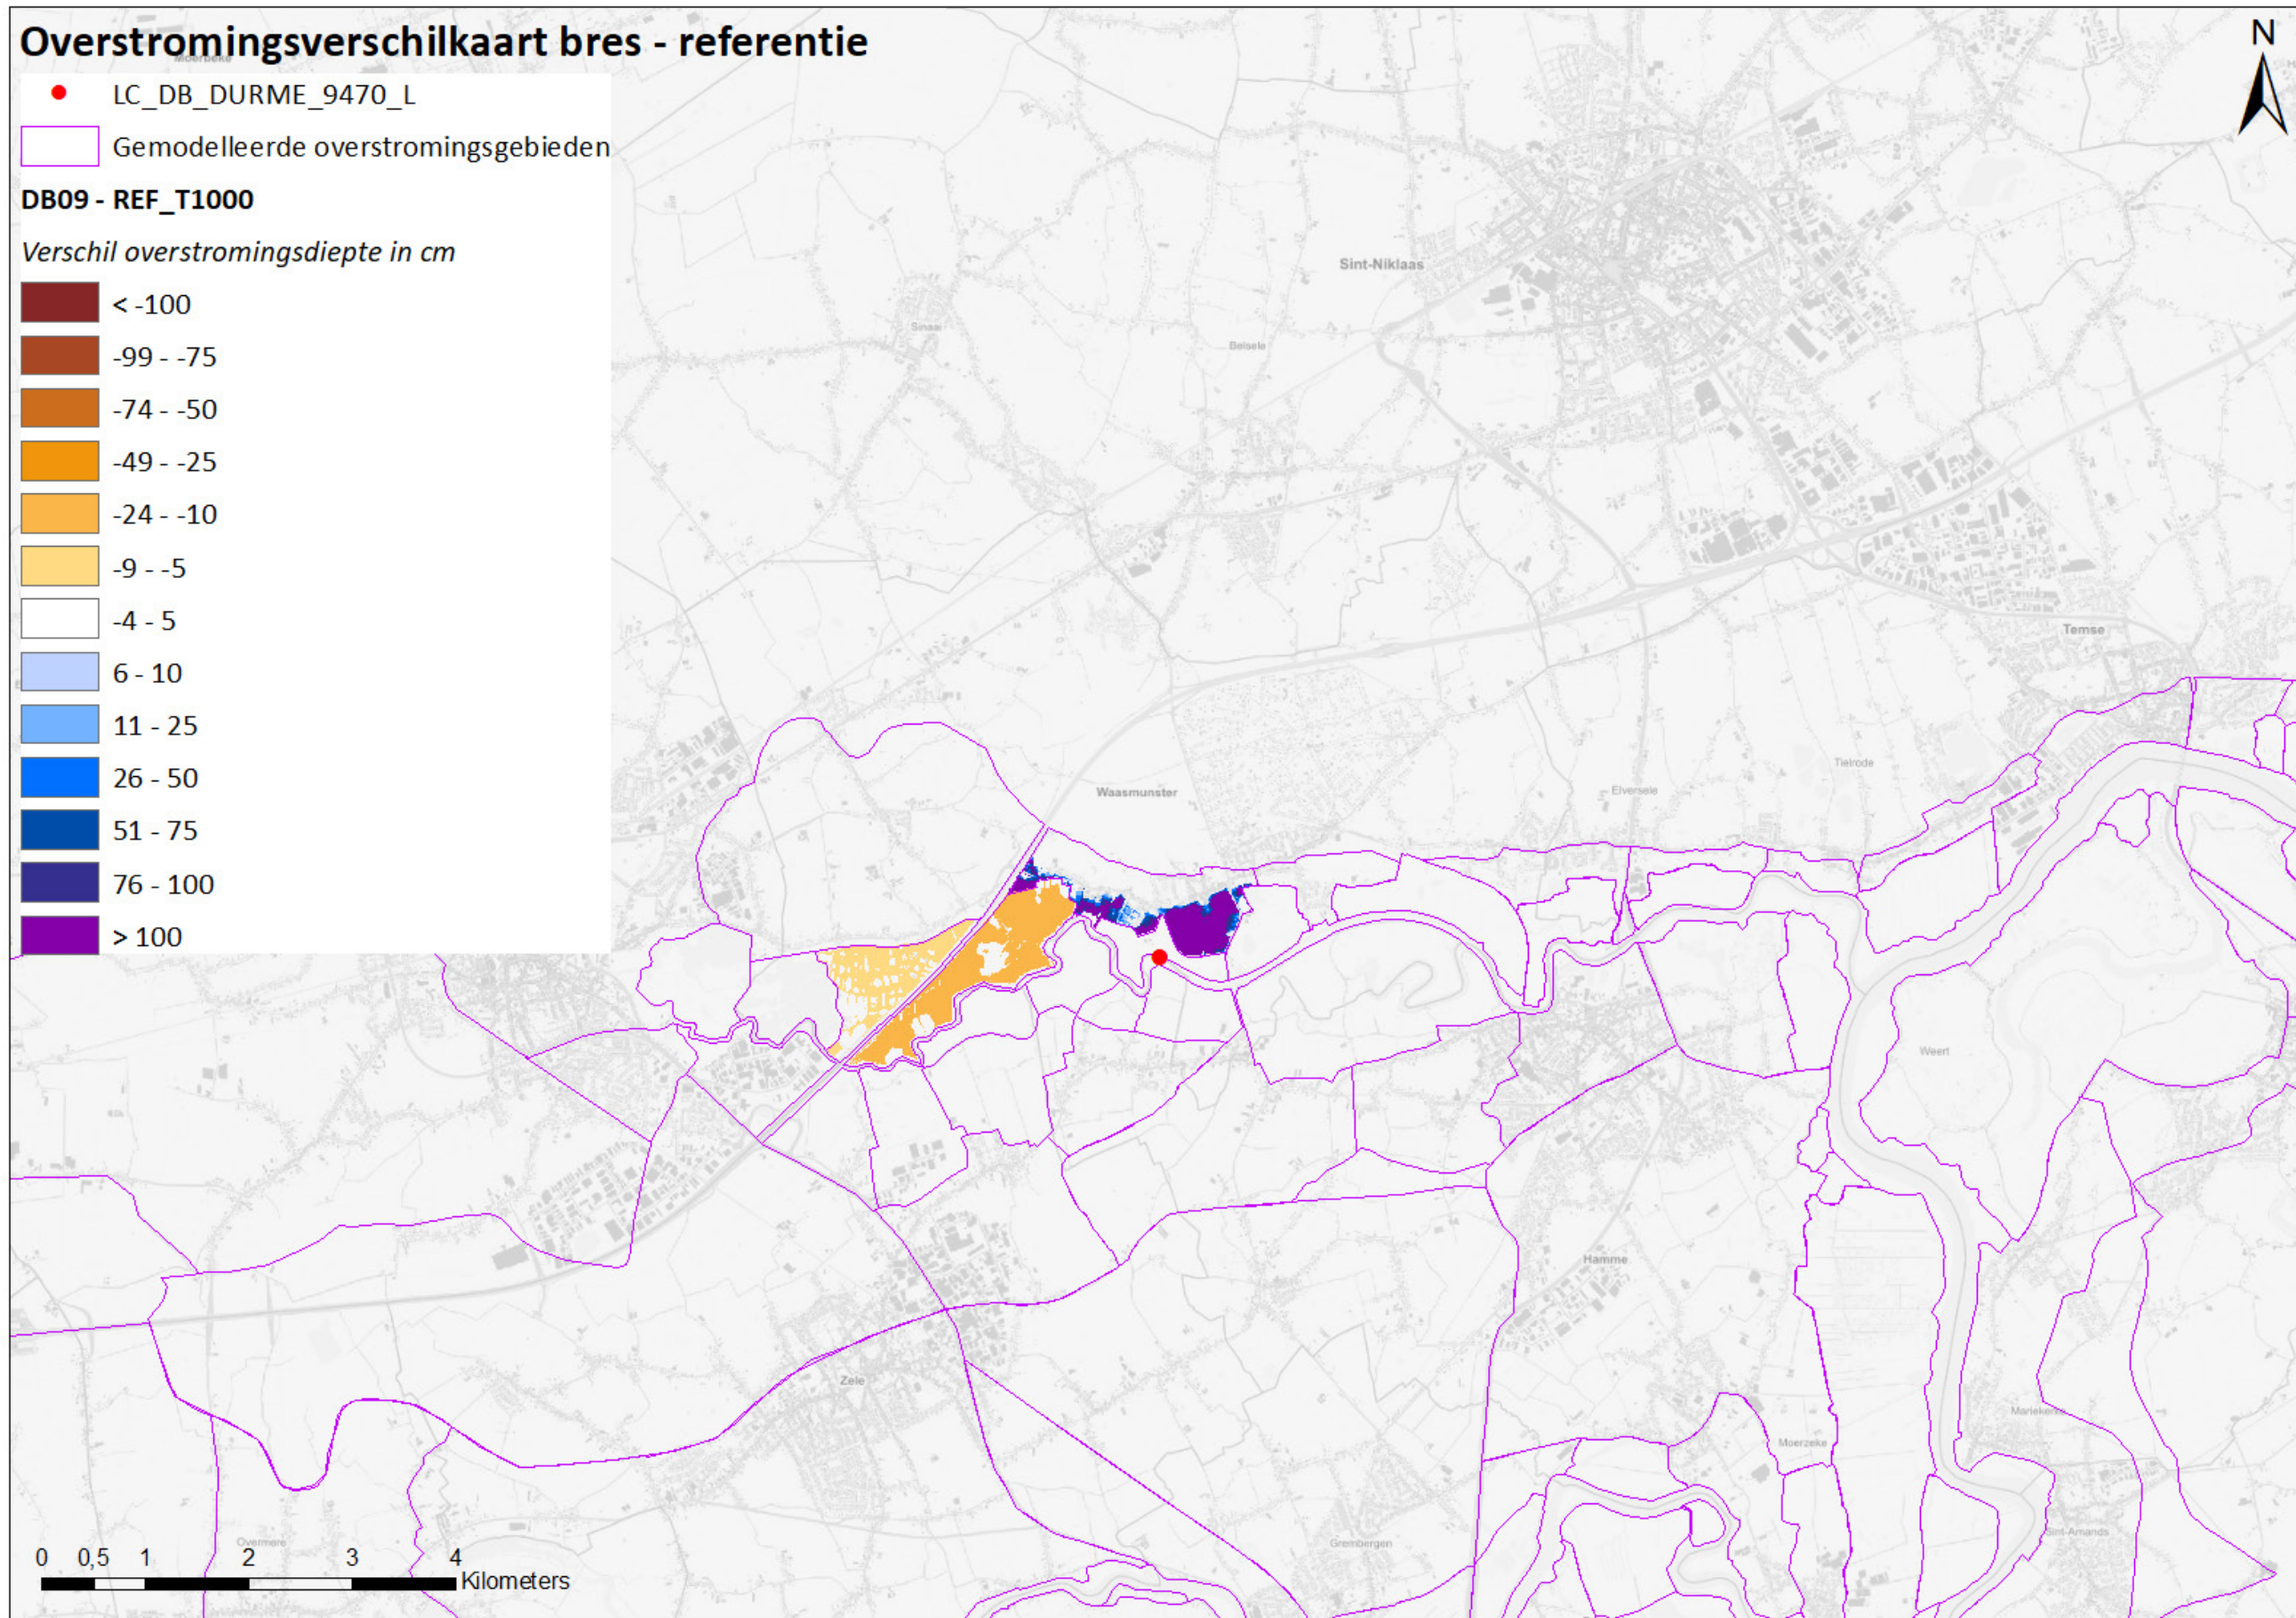 Overstromingsverschilkaart bres - referentie
Moerbeke
N
LC_DB_DURME_9470_L
Gemodelleerde overstromingsgebieden
DB09 - REF_T1000
Verschil overstromingsdiepte in cm
< -100
-99 - -75
-74 - -50
-49 - -25
-24 - -10
-9 - -5
-4 - 5
6 - 10
11 - 25
26 - 50
51 - 75
76 - 100
> 100
Sint-Niklaas
Sinaai
Belsele
Temse
Tielrode
Waasmunster
Elversele
Weert
Hamme
Zele
Mariekerke
Moerzeke
Overmere
Grembergen
Sint-Amands
0 0,5 1 2 3 4
Kilometers